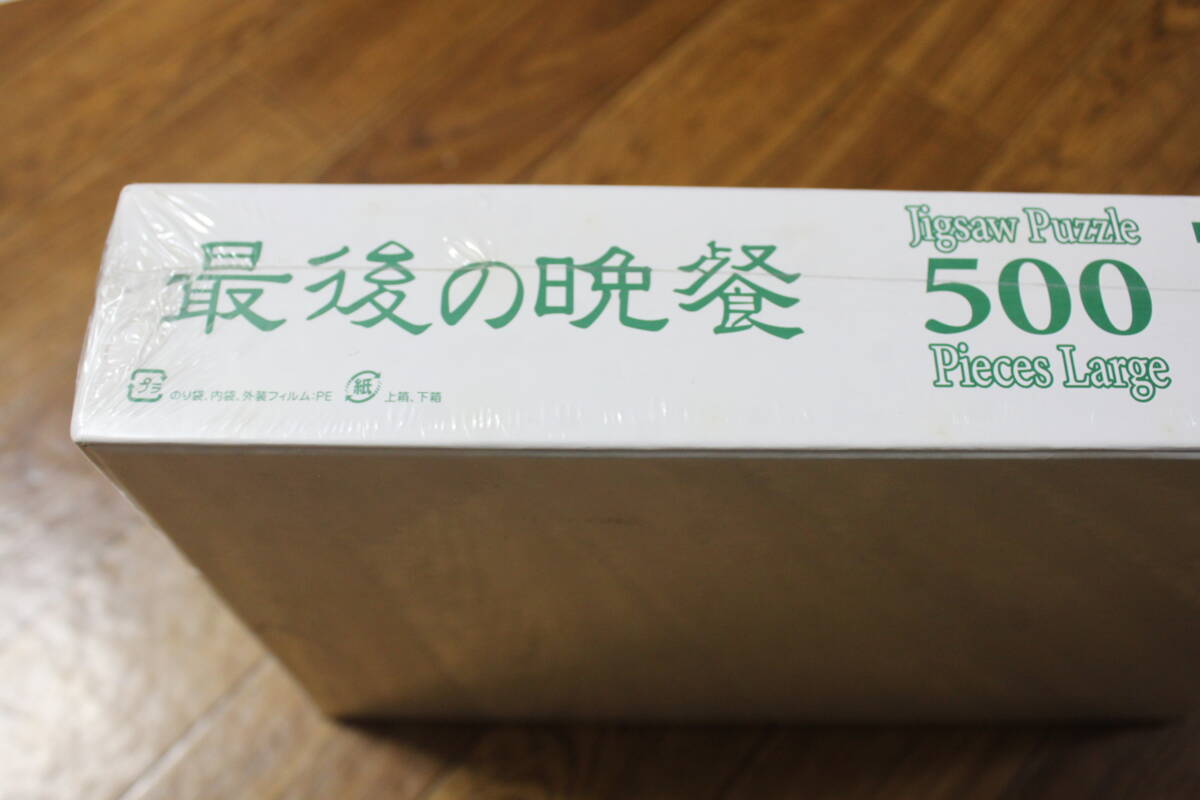 最後の晩餐
Jigsaw Puzzle
500
Pieces Large
プラ のり袋、内袋、外装フィルム:PE 紙 上箱、下箱